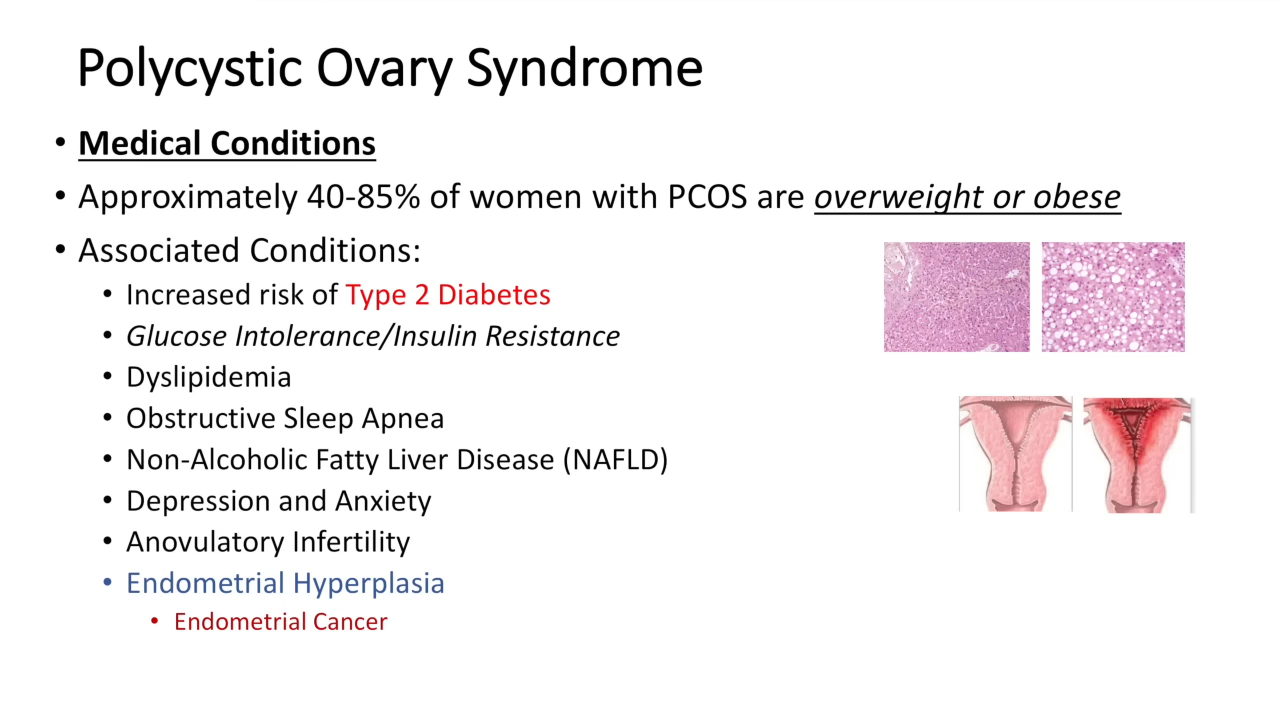 Polycystic Ovary Syndrome
• Medical Conditions
• Approximately 40-85% of women with PCOS are overweight or obese
• Associated Conditions:
• Increased risk of Type 2 Diabetes
• Glucose Intolerance/Insulin Resistance
• Dyslipidemia
• Obstructive Sleep Apnea
• Non-Alcoholic Fatty Liver Disease (NAFLD)
• Depression and Anxiety
• Anovulatory Infertility
• Endometrial Hyperplasia
• Endometrial Cancer